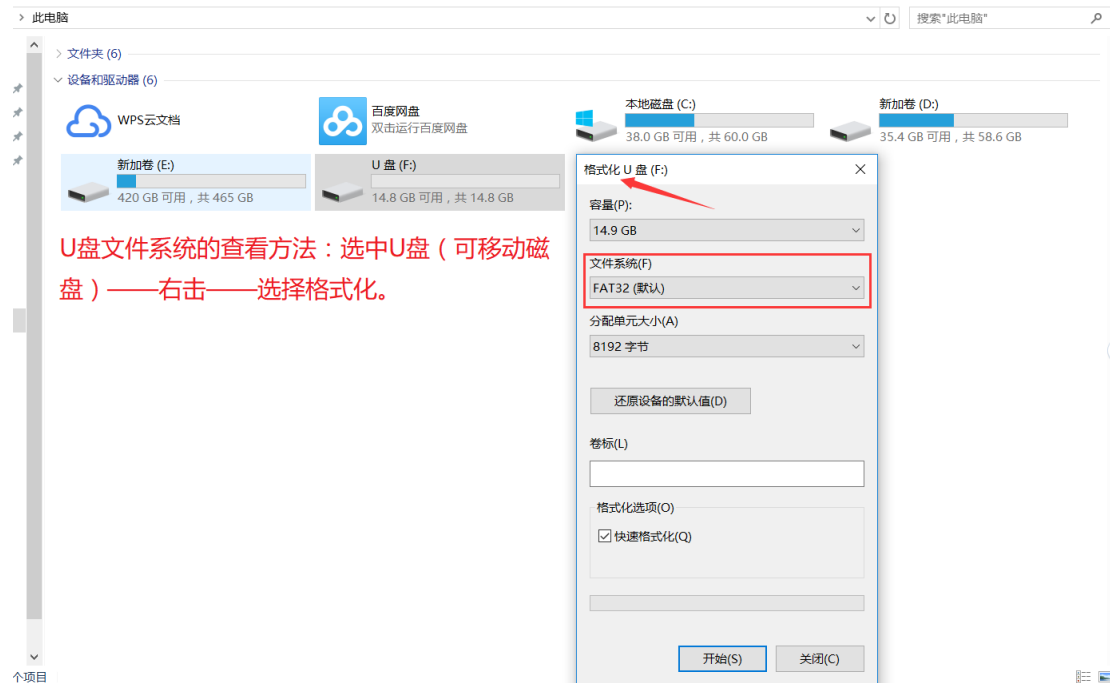 此电脑
搜索"此电脑"
文件夹 (6)
设备和驱动器 (6)
WPS云文档
百度网盘
双击运行百度网盘
本地磁盘 (C:)
38.0 GB 可用，共 60.0 GB
新加卷 (D:)
35.4 GB 可用，共 58.6 GB
新加卷 (E:)
420 GB 可用，共 465 GB
U 盘 (F:)
14.8 GB 可用，共 14.8 GB
U盘文件系统的查看方法：选中U盘（可移动磁
盘）——右击——选择格式化。
格式化 U 盘 (F:)
容量(P):
14.9 GB
文件系统(F)
FAT32 (默认)
分配单元大小(A)
8192 字节
还原设备的默认值(D)
卷标(L)
格式化选项(O)
快速格式化(Q)
开始(S)
关闭(C)
个项目